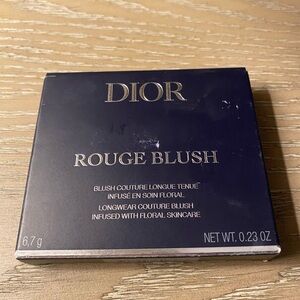 DIOR
ROUGE BLUSH
BLUSH COUTURE LONGUE TENUE
INFUSÉ EN SOIN FLORAL
LONGWEAR COUTURE BLUSH
INFUSED WITH FLORAL SKINCARE
6,7 g
NET WT. 0.23 OZ